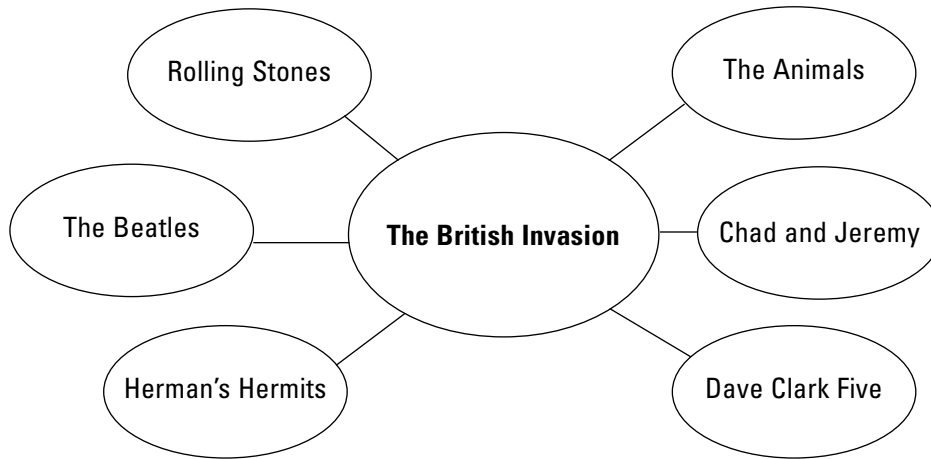 Rolling Stones
The Animals
The Beatles
The British Invasion
Chad and Jeremy
Herman's Hermits
Dave Clark Five